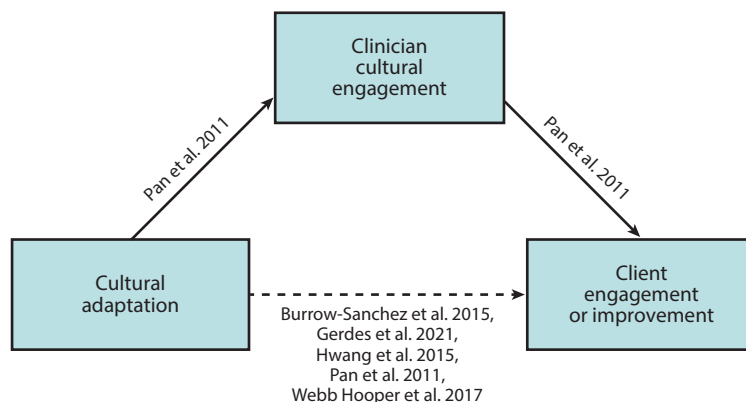 Clinician
cultural
engagement
Pan et al. 2011
Pan et al. 2011
Cultural
adaptation
Client
engagement
or improvement
Burrow-Sanchez et al. 2015,
Gerdes et al. 2021,
Hwang et al. 2015,
Pan et al. 2011,
Webb Hooper et al. 2017